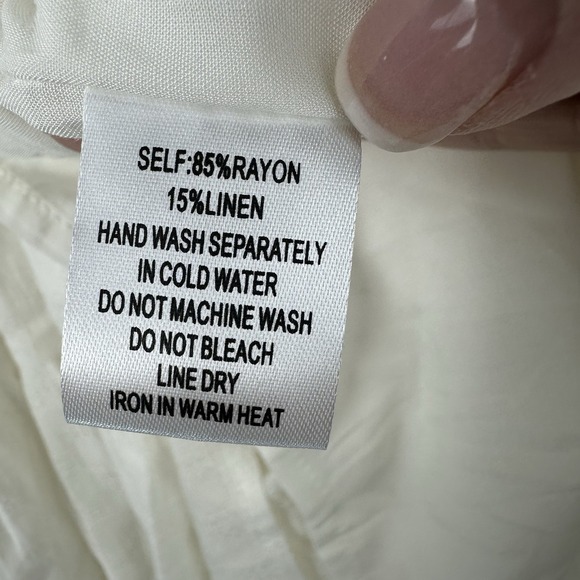 SELF:85%RAYON
15%LINEN
HAND WASH SEPARATELY
IN COLD WATER
DO NOT MACHINE WASH
DO NOT BLEACH
LINE DRY
IRON IN WARM HEAT